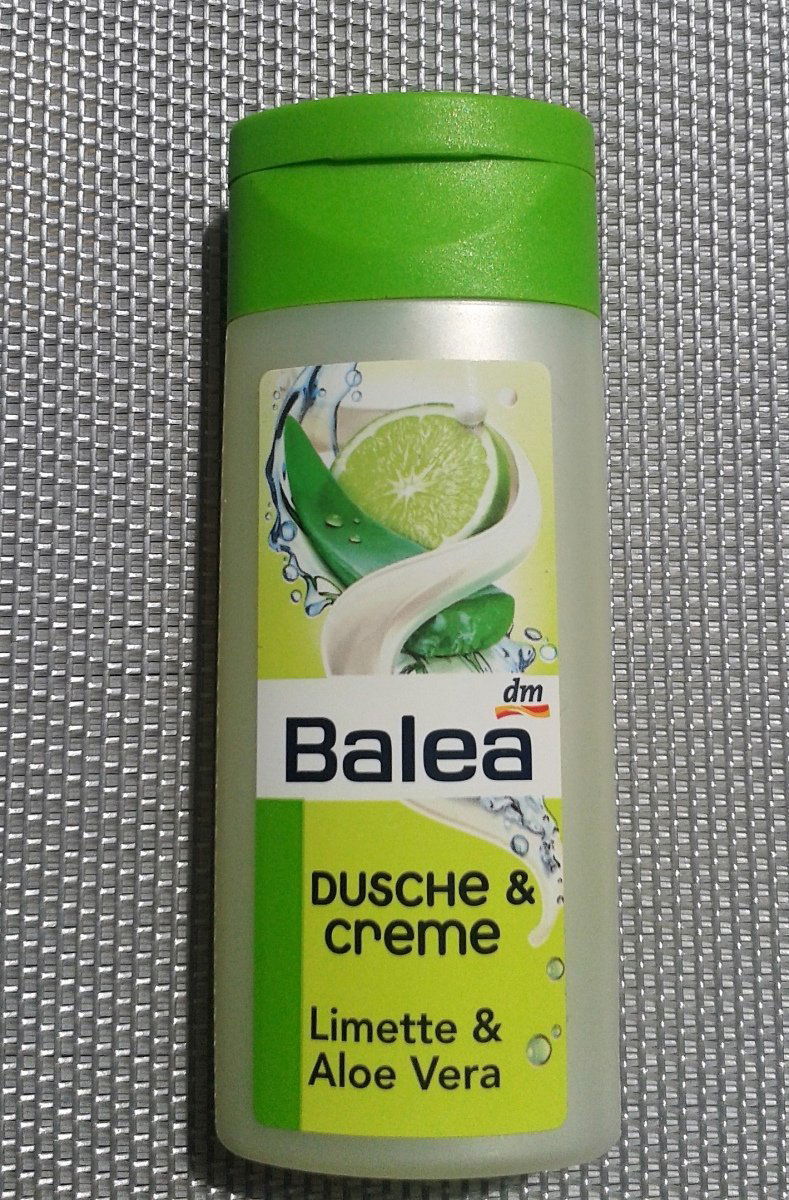 dm
Balea
DUSCHE &
creme
Limette &
Aloe Vera